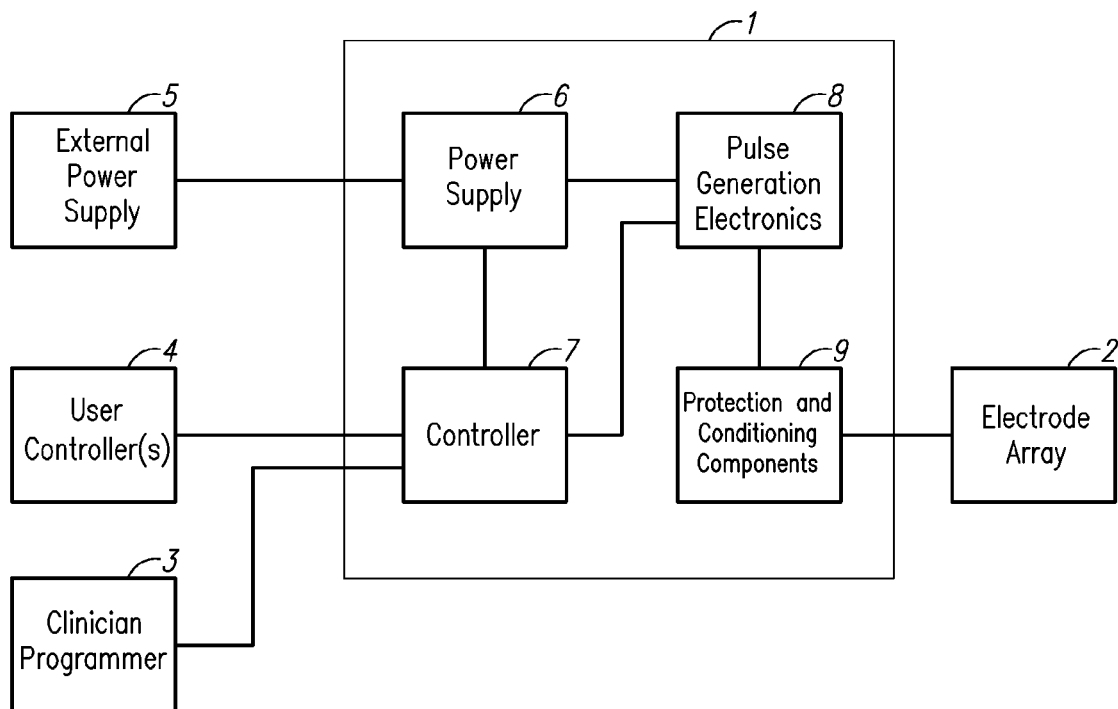 1
5
External
Power
Supply
6
Power
Supply
8
Pulse
Generation
Electronics
4
User
Controller(s)
7
Controller
9
Protection and
Conditioning
Components
2
Electrode
Array
3
Clinician
Programmer